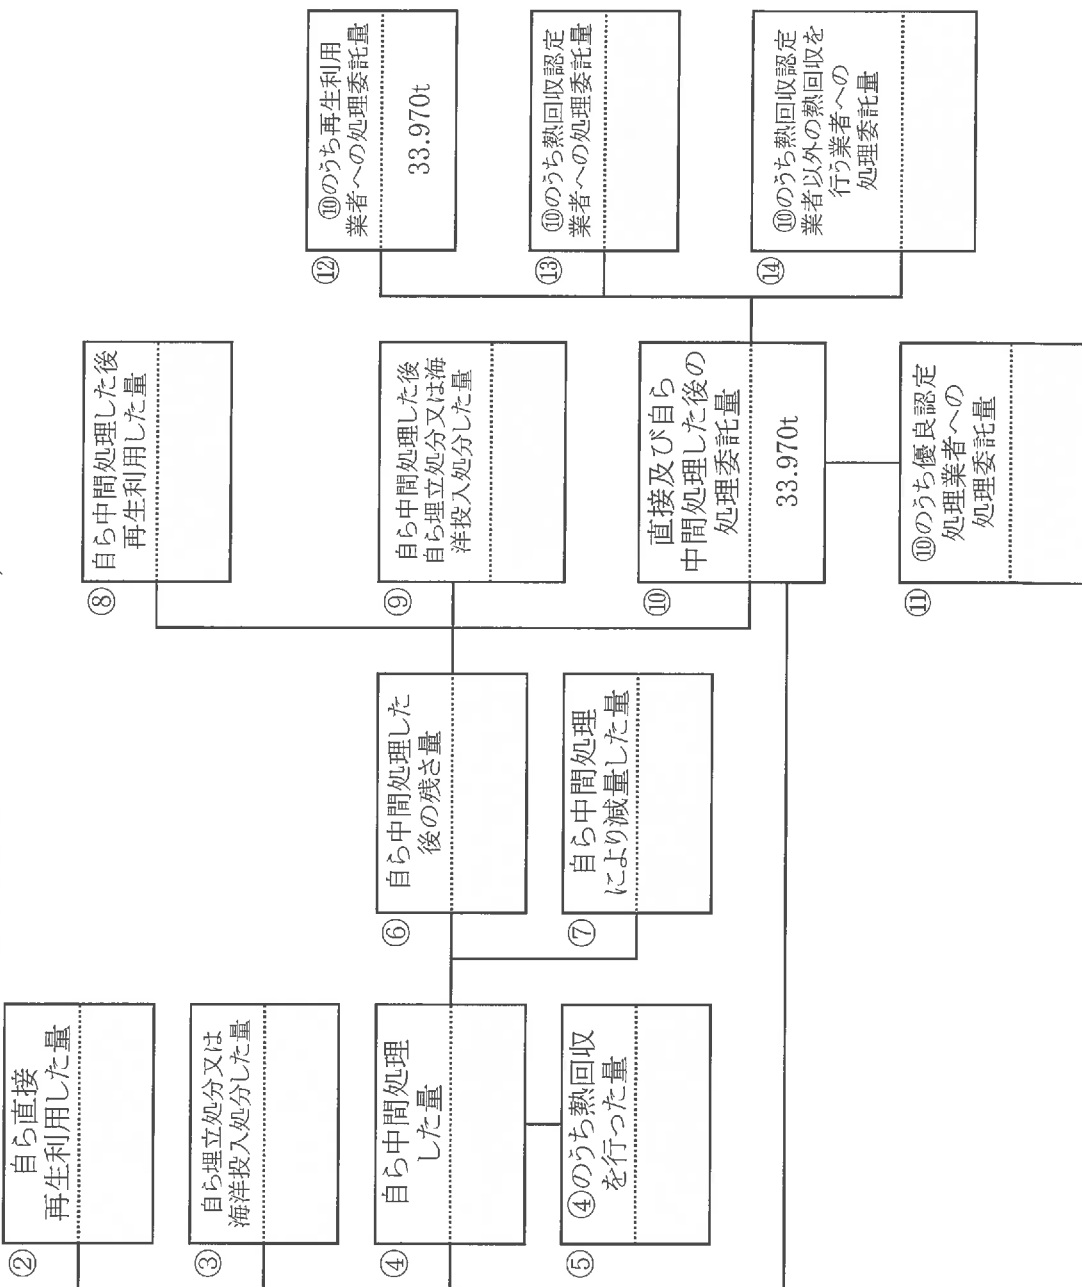 ②
自ら直接
再生利用した量
③
自ら埋立処分又は
海洋投入処分した量
④
自ら中間処理
した量
⑤
④のうち熱回収
を行った量
⑥
自ら中間処理した
後の残さ量
⑦
自ら中間処理
により減量した量
⑧
自ら中間処理した後
再生利用した量
⑨
自ら中間処理した後
自ら埋立処分又は海
洋投入処分した量
⑩
直接及び自ら
中間処理した後の
処理委託量
33.970t
⑪
⑩のうち優良認定
処理業者への
処理委託量
⑫
⑩のうち再生利用
業者への処理委託量
33.970t
⑬
⑩のうち熱回収認定
業者への処理委託量
⑭
⑩のうち熱回収認定
業者以外の熱回収を
行う業者への
処理委託量